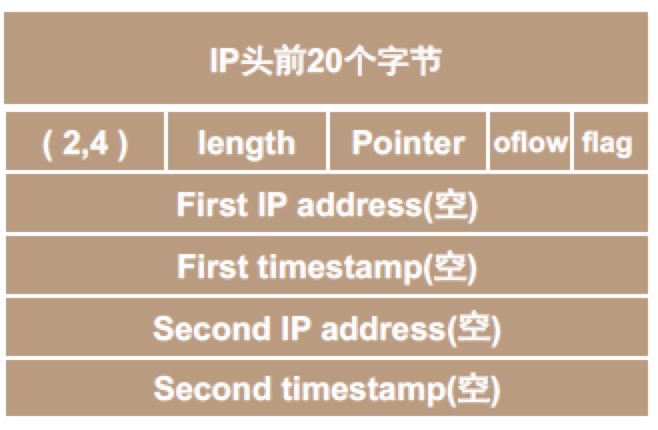 IP头前20个字节
( 2,4 ) length Pointer oflow flag
First IP address(空)
First timestamp(空)
Second IP address(空)
Second timestamp(空)